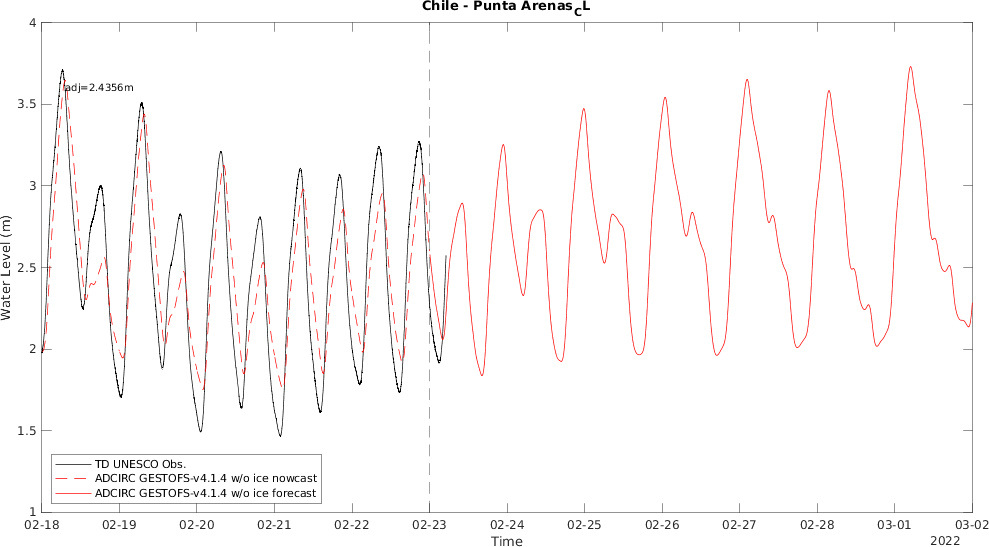 Chile - Punta Arenas_CL
4
3.5
3
2.5
2
1.5
1
Water Level (m)
radj=2.4356m
TD UNESCO Obs.
ADCIRC GESTOFS-v4.1.4 w/o ice nowcast
ADCIRC GESTOFS-v4.1.4 w/o ice forecast
02-18 02-19 02-20 02-21 02-22 02-23 02-24 02-25 02-26 02-27 02-28 03-01 03-02
Time
2022